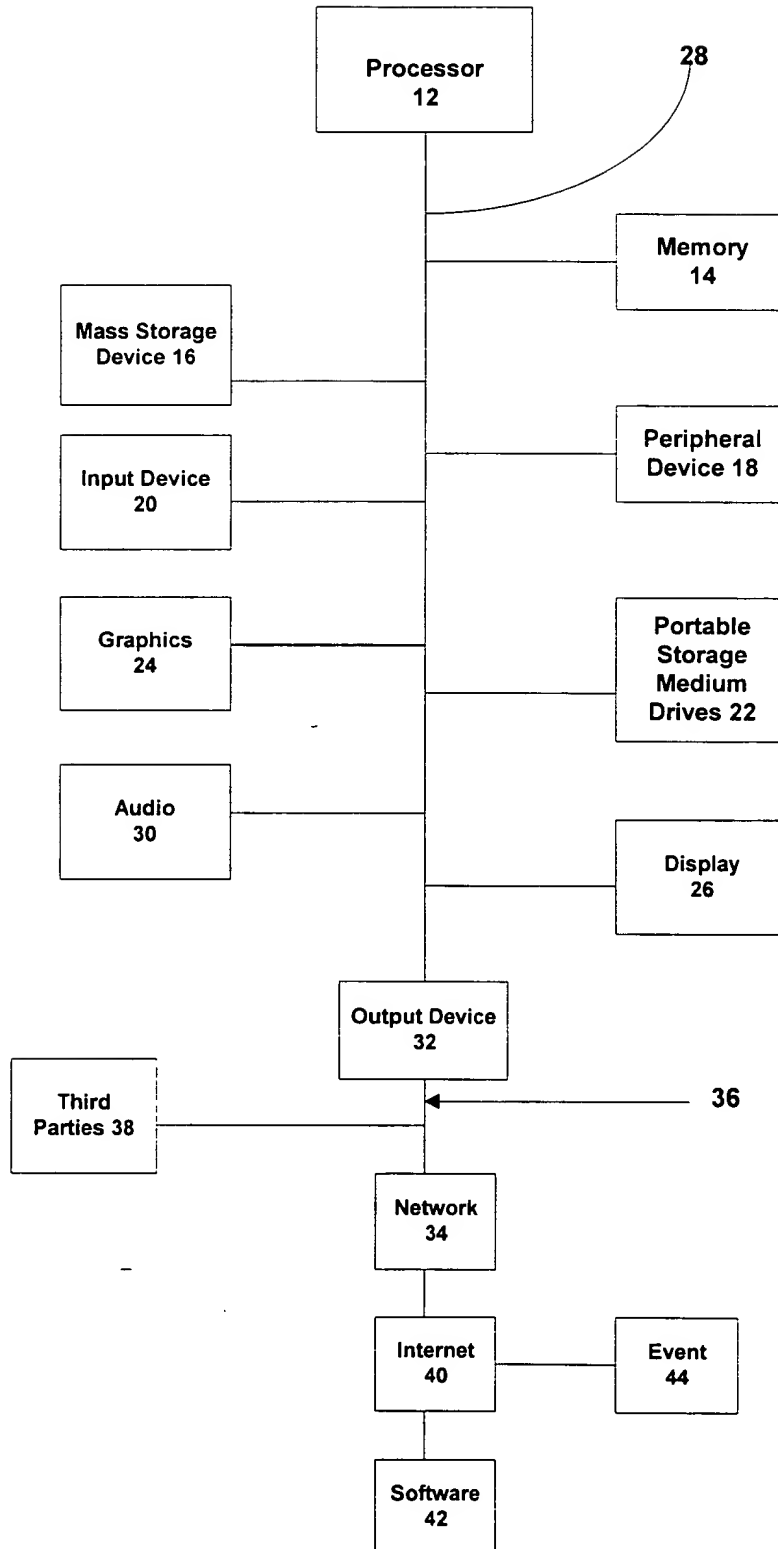 Processor
12
28
Memory
14
Mass Storage
Device 16
Peripheral
Device 18
Input Device
20
Graphics
24
Portable
Storage
Medium
Drives 22
Audio
30
Display
26
Output Device
32
Third
Parties 38
36
Network
34
Internet
40
Event
44
Software
42